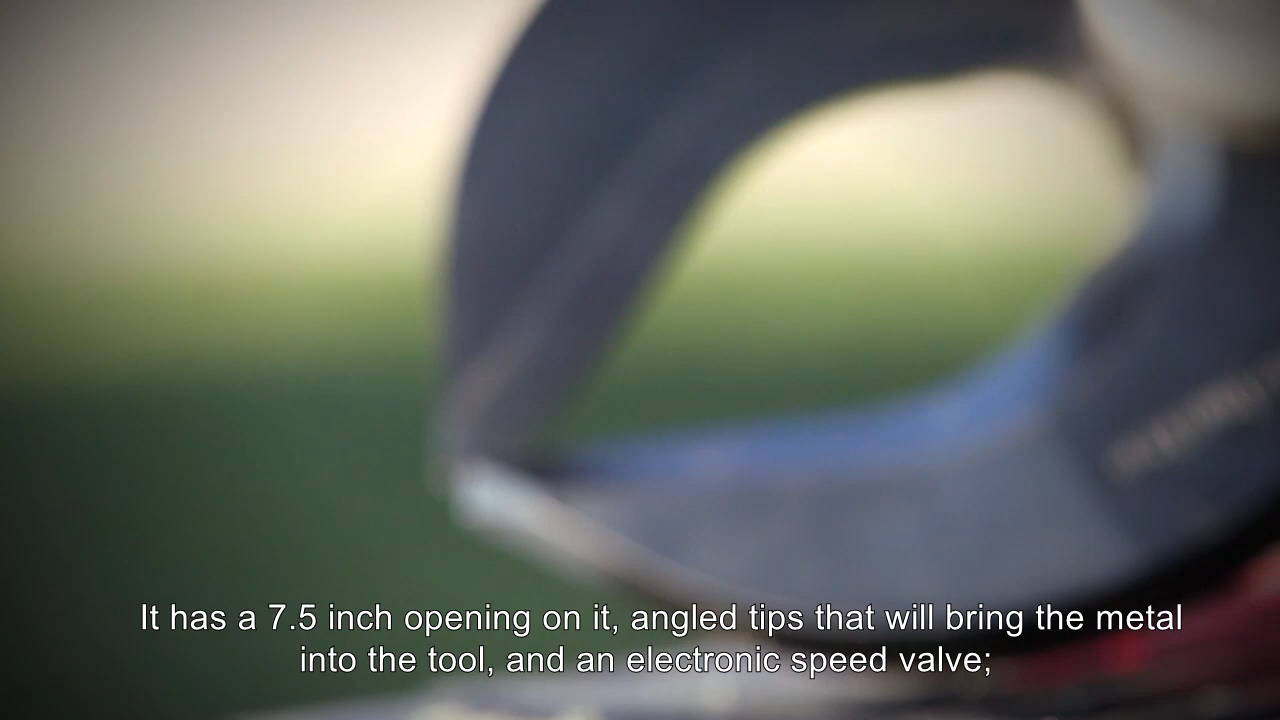 It has a 7.5 inch opening on it, angled tips that will bring the metal
into the tool, and an electronic speed valve;